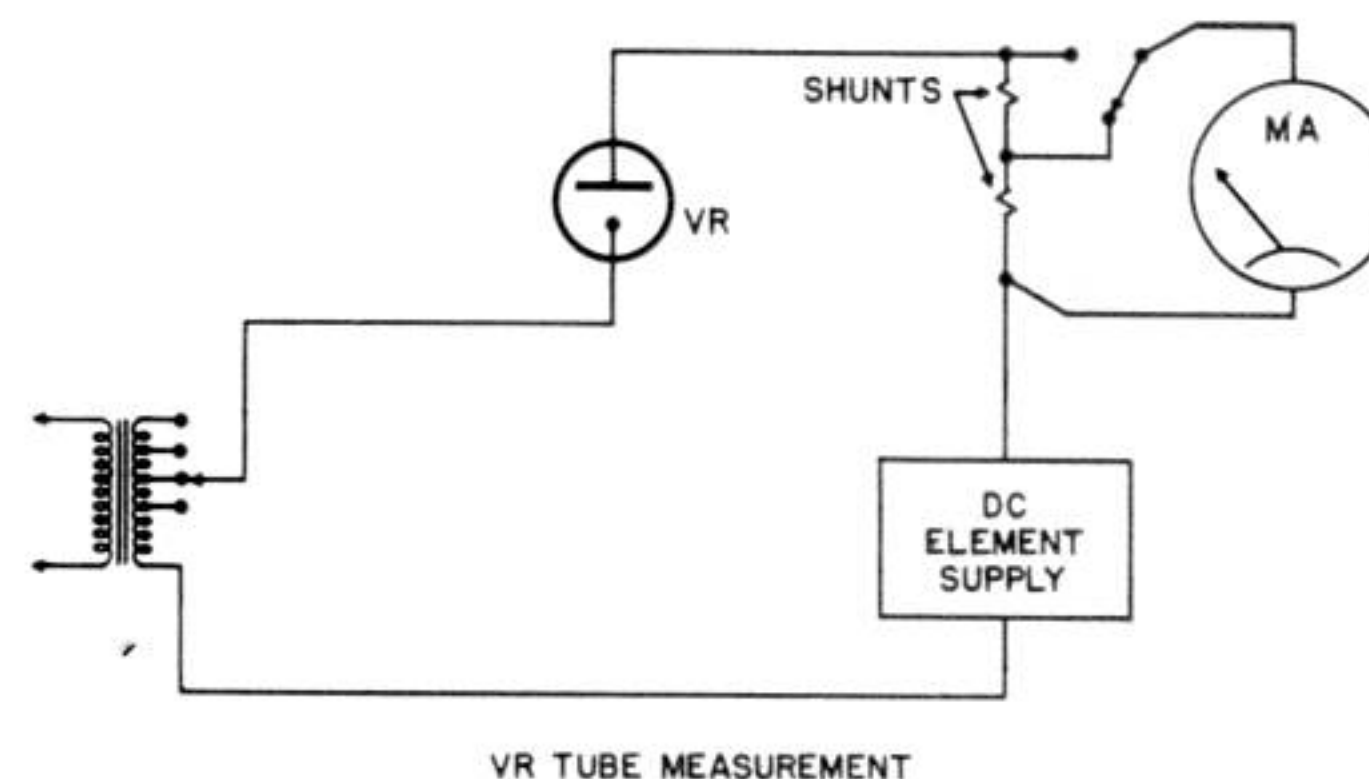 SHUNTS
MA
VR
DC
ELEMENT
SUPPLY
VR TUBE MEASUREMENT